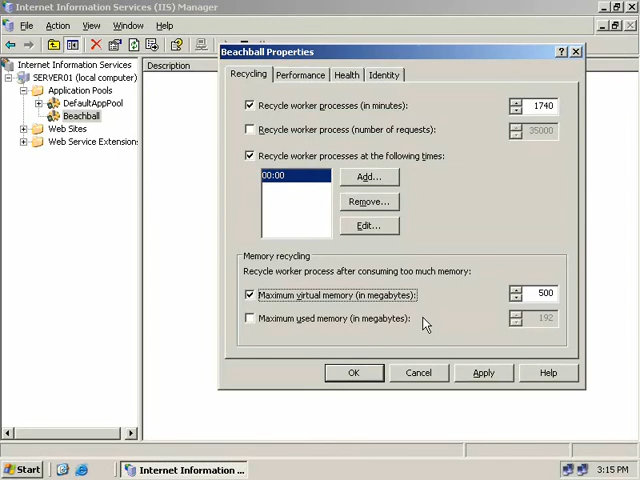 Internet Information Services (IIS) Manager
File Action View Window Help
Internet Information Services
SERVER01 (local computer)
Application Pools
DefaultAppPool
Beachball
Web Sites
Web Service Extensions
Description
Beachball Properties
Recycling Performance Health Identity
Recycle worker processes (in minutes): 1740
Recycle worker process (number of requests): 35000
Recycle worker processes at the following times:
00:00
Add...
Remove...
Edit...
Memory recycling
Recycle worker process after consuming too much memory:
Maximum virtual memory (in megabytes): 500
Maximum used memory (in megabytes): 192
OK Cancel Apply Help
Start Internet Information ... 3:15 PM